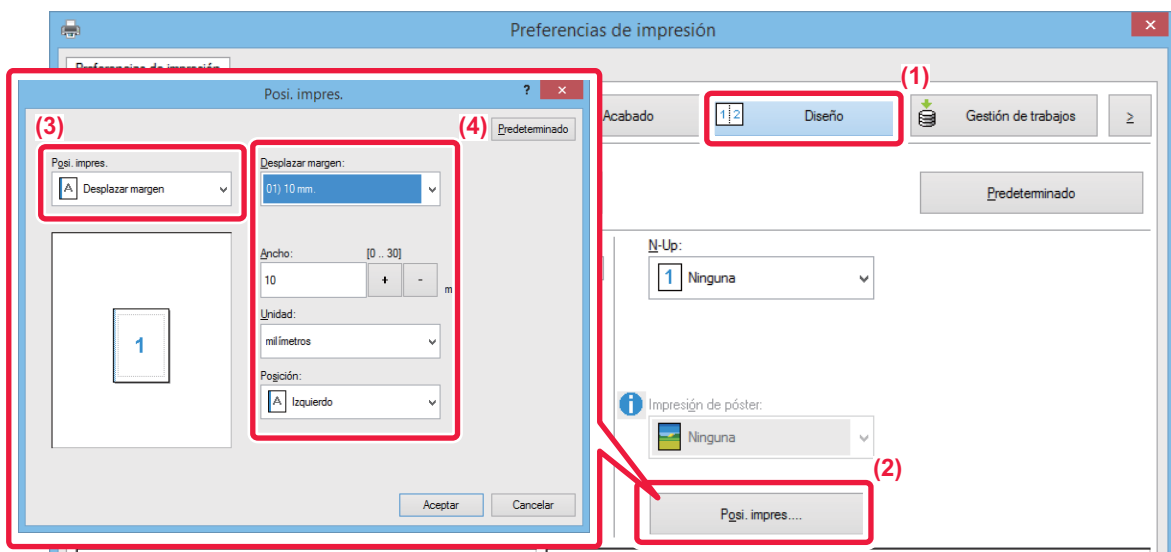 Preferencias de impresión
Preferencias de impresión
(1)
Acabado
1 2
Diseño
Gestión de trabajos
>
Predeterminado
N-Up:
1
Ninguna
Impresión de póster:
Ninguna
(2)
Posi. impres....
Posi. impres.
?
(3)
(4)
Predeterminado
Posi. impres.
A
Desplazar margen
1
Desplazar margen:
01) 10 mm.
Ancho:
[0 .. 30]
10
+
-
m
Unidad:
milímetros
Posición:
A
Izquierdo
Aceptar
Cancelar